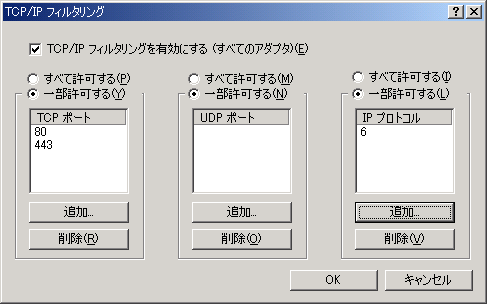 TCP/IP フィルタリング
TCP/IP フィルタリングを有効にする (すべてのアダプタ)(E)
すべて許可する(P)
一部許可する(Y)
TCP ポート
80
443
追加...
削除(R)
すべて許可する(M)
一部許可する(N)
UDP ポート
追加...
削除(O)
すべて許可する(I)
一部許可する(L)
IP プロトコル
6
追加...
削除(V)
OK
キャンセル